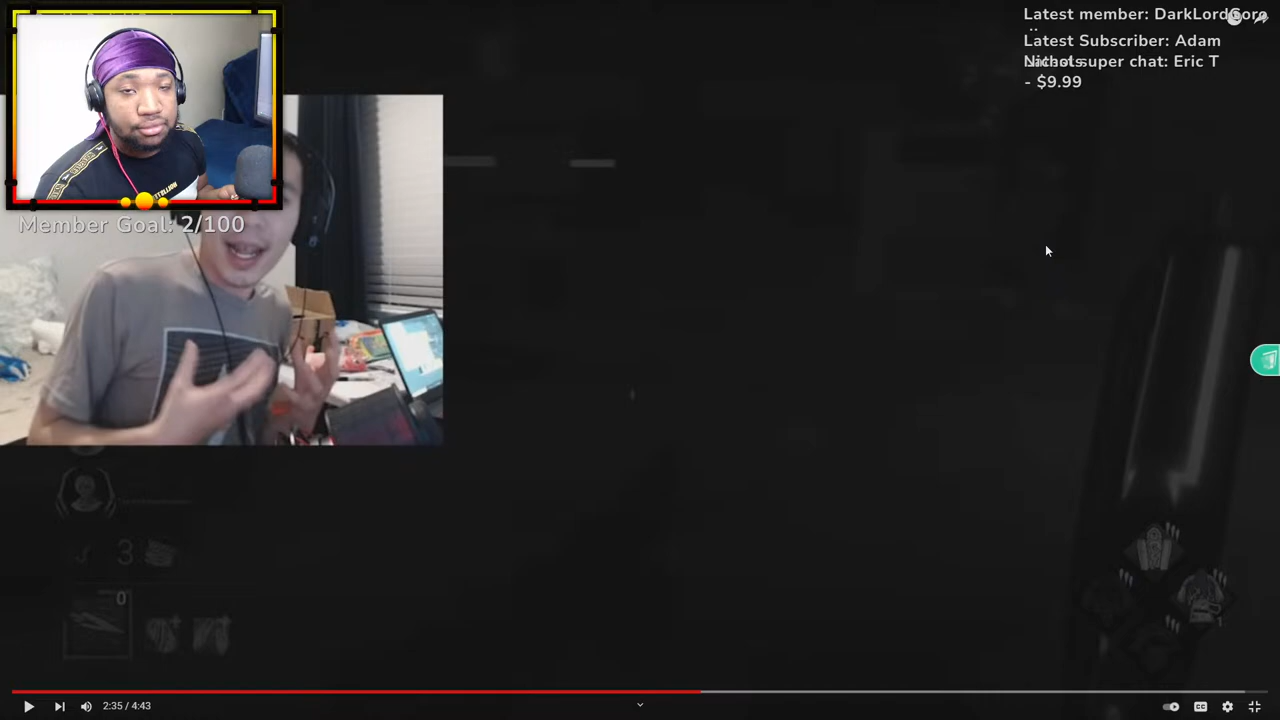 Latest member: DarkLordGoro
Latest Subscriber: Adam
Nichols
Latest super chat: Eric T
- $9.99
Member Goal: 2/100
3
0
2:35 / 4:43